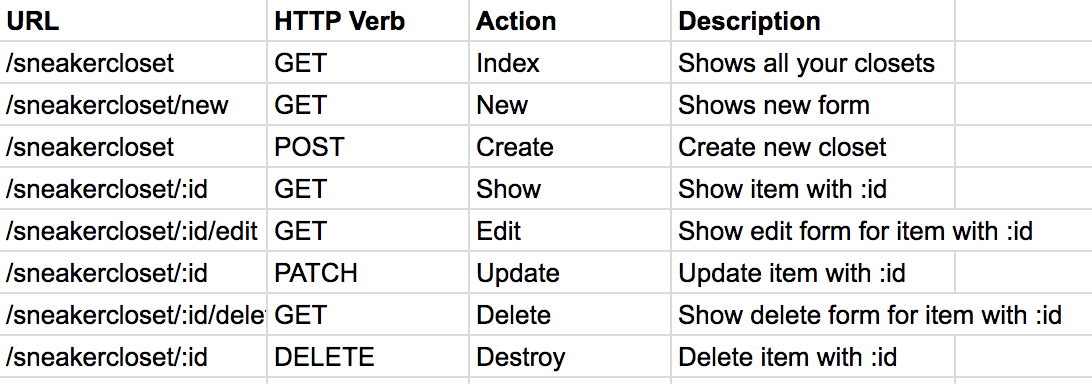 URL HTTP Verb Action Description
/sneakercloset GET Index Shows all your closets
/sneakercloset/new GET New Shows new form
/sneakercloset POST Create Create new closet
/sneakercloset/:id GET Show Show item with :id
/sneakercloset/:id/edit GET Edit Show edit form for item with :id
/sneakercloset/:id PATCH Update Update item with :id
/sneakercloset/:id/dele GET Delete Show delete form for item with :id
/sneakercloset/:id DELETE Destroy Delete item with :id